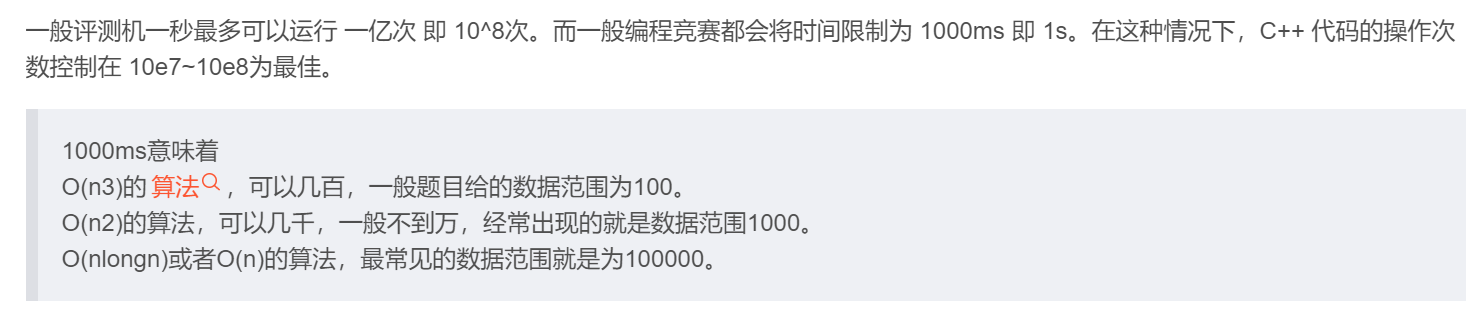 一般评测机一秒最多可以运行 一亿次 即 10^8次。而一般编程竞赛都会将时间限制为 1000ms 即 1s。在这种情况下，C++ 代码的操作次
数控制在 10e7~10e8为最佳。
1000ms意味着
O(n3)的 算法，可以几百，一般题目给的数据范围为100。
O(n2)的算法，可以几千，一般不到万，经常出现的就是数据范围1000。
O(nlongn)或者O(n)的算法，最常见的数据范围就是为100000。